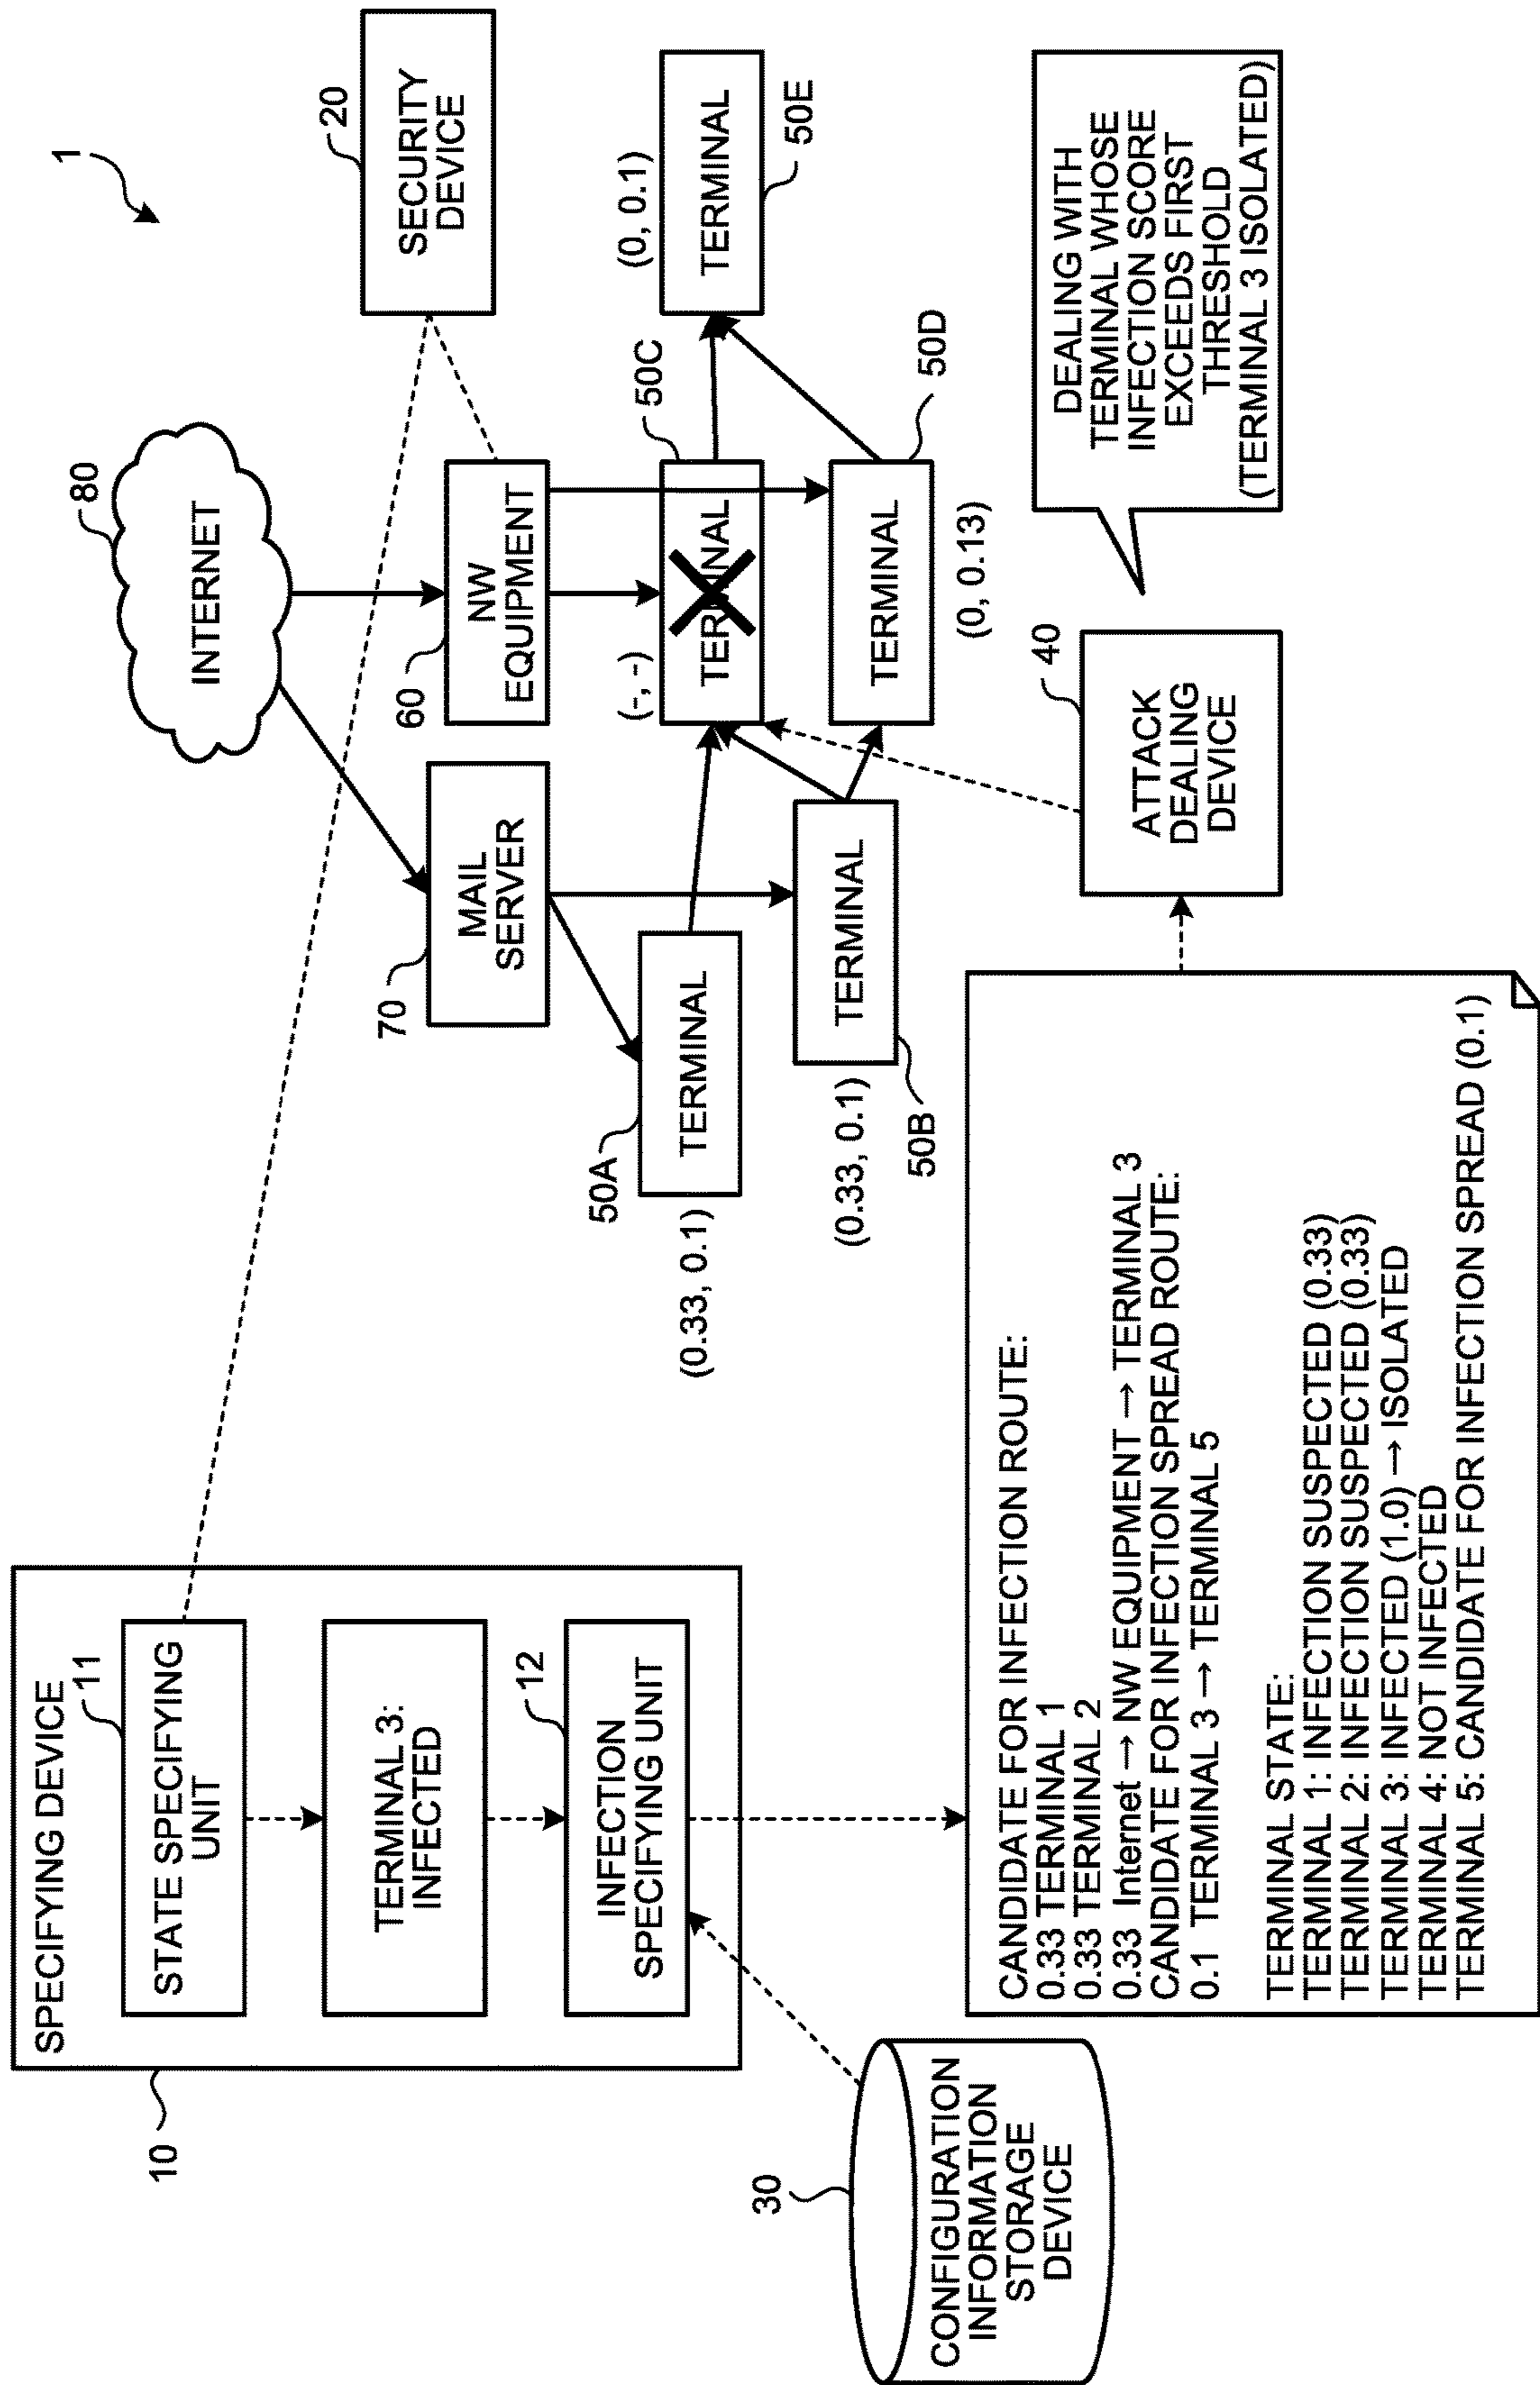 1
SPECIFYING DEVICE
10
11
STATE SPECIFYING
UNIT
TERMINAL 3:
INFECTED
12
INFECTION
SPECIFYING UNIT
30
CONFIGURATION
INFORMATION
STORAGE
DEVICE
80
INTERNET
20
SECURITY
DEVICE
70
MAIL
SERVER
60
NW
EQUIPMENT
50A
TERMINAL
(0.33, 0.1)
TERMINAL
(0.33, 0.1)
50B
(-, -)
50C
TERMINAL
TERMINAL
50D
(0, 0.13)
(0, 0.1)
TERMINAL
50E
CANDIDATE FOR INFECTION ROUTE:
0.33 TERMINAL 1
0.33 TERMINAL 2
0.33 Internet → NW EQUIPMENT → TERMINAL 3
CANDIDATE FOR INFECTION SPREAD ROUTE:
0.1 TERMINAL 3 → TERMINAL 5
TERMINAL STATE:
TERMINAL 1: INFECTION SUSPECTED (0.33)
TERMINAL 2: INFECTION SUSPECTED (0.33)
TERMINAL 3: INFECTED (1.0) → ISOLATED
TERMINAL 4: NOT INFECTED
TERMINAL 5: CANDIDATE FOR INFECTION SPREAD (0.1)
40
ATTACK
DEALING
DEVICE
DEALING WITH
TERMINAL WHOSE
INFECTION SCORE
EXCEEDS FIRST
THRESHOLD
(TERMINAL 3 ISOLATED)